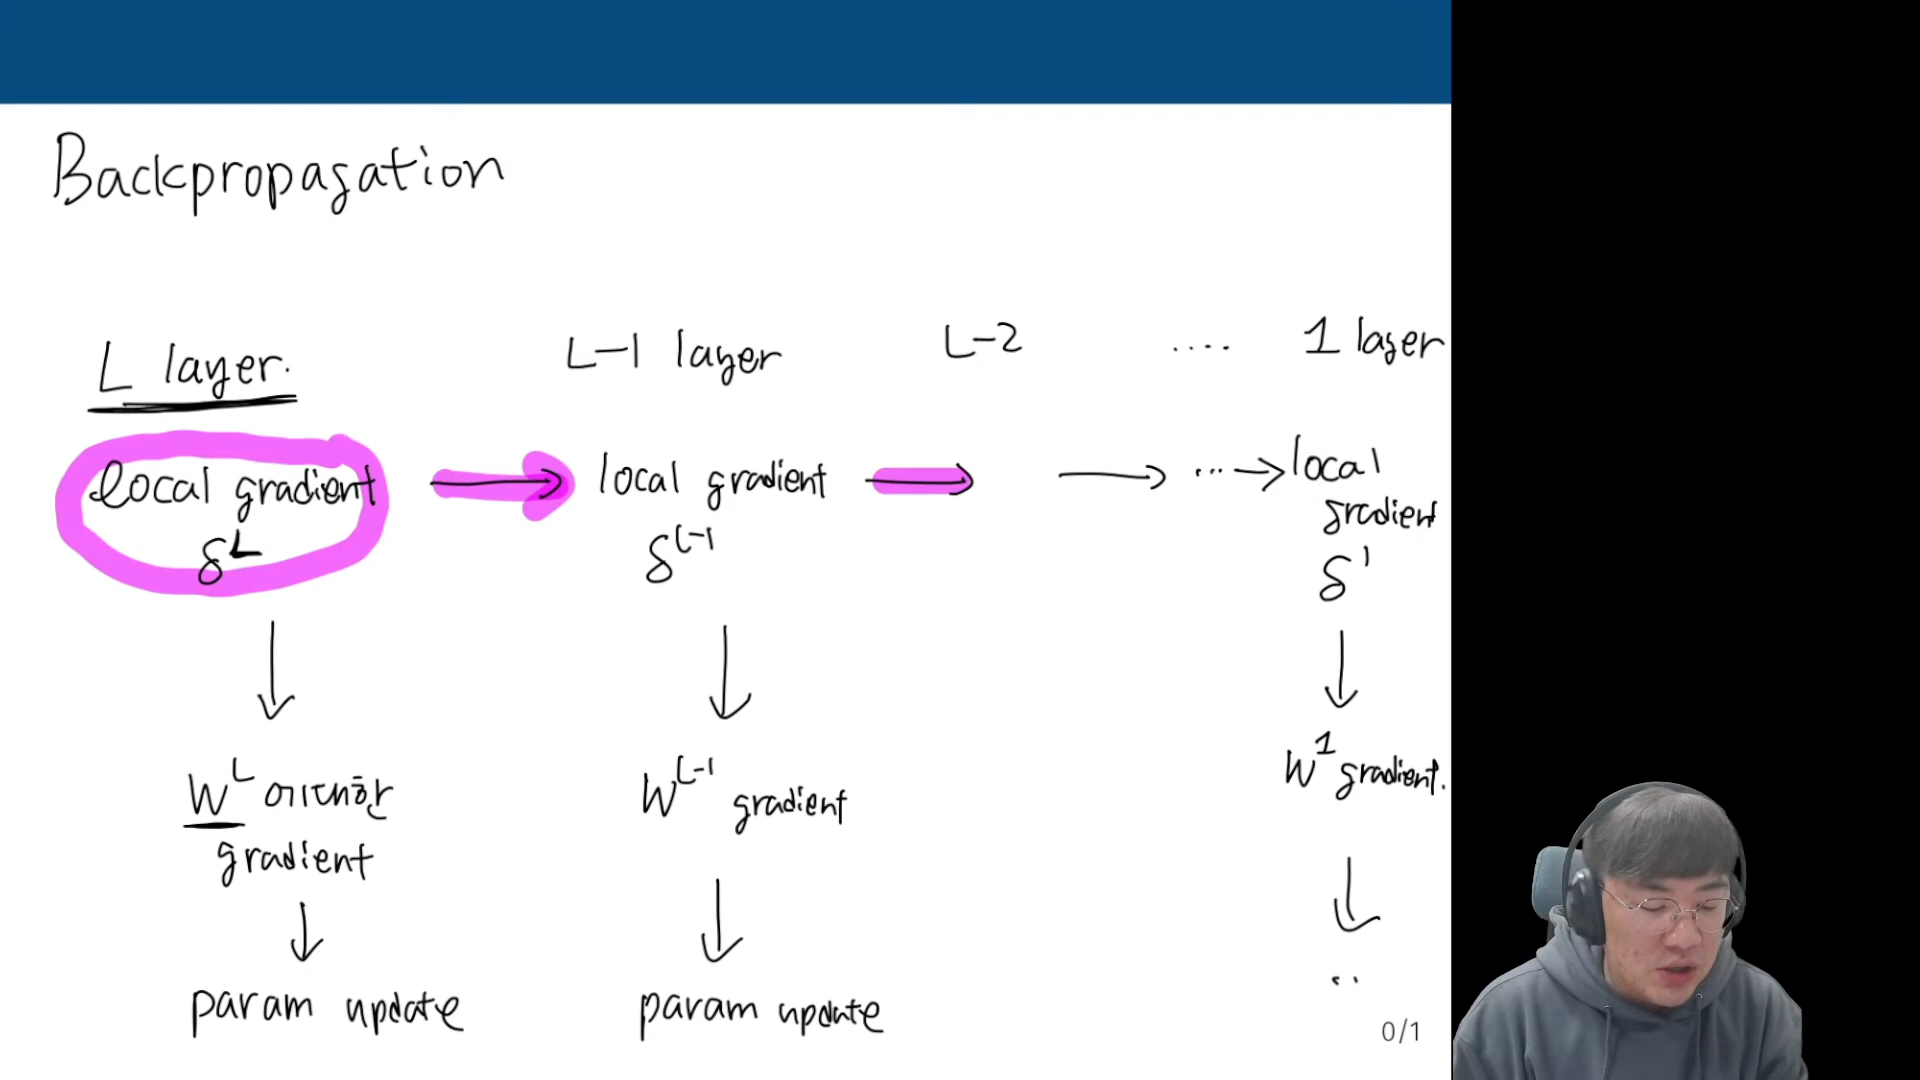 Backpropagation
L layer. L-1 layer L-2 .... 1 layer
local gradient → local gradient → → ... → local
gradient
δ^L δ^{L-1} δ^1
W^L에 대한 W^{L-1} gradient W^1 gradient.
gradient
param update param update ..
0/1